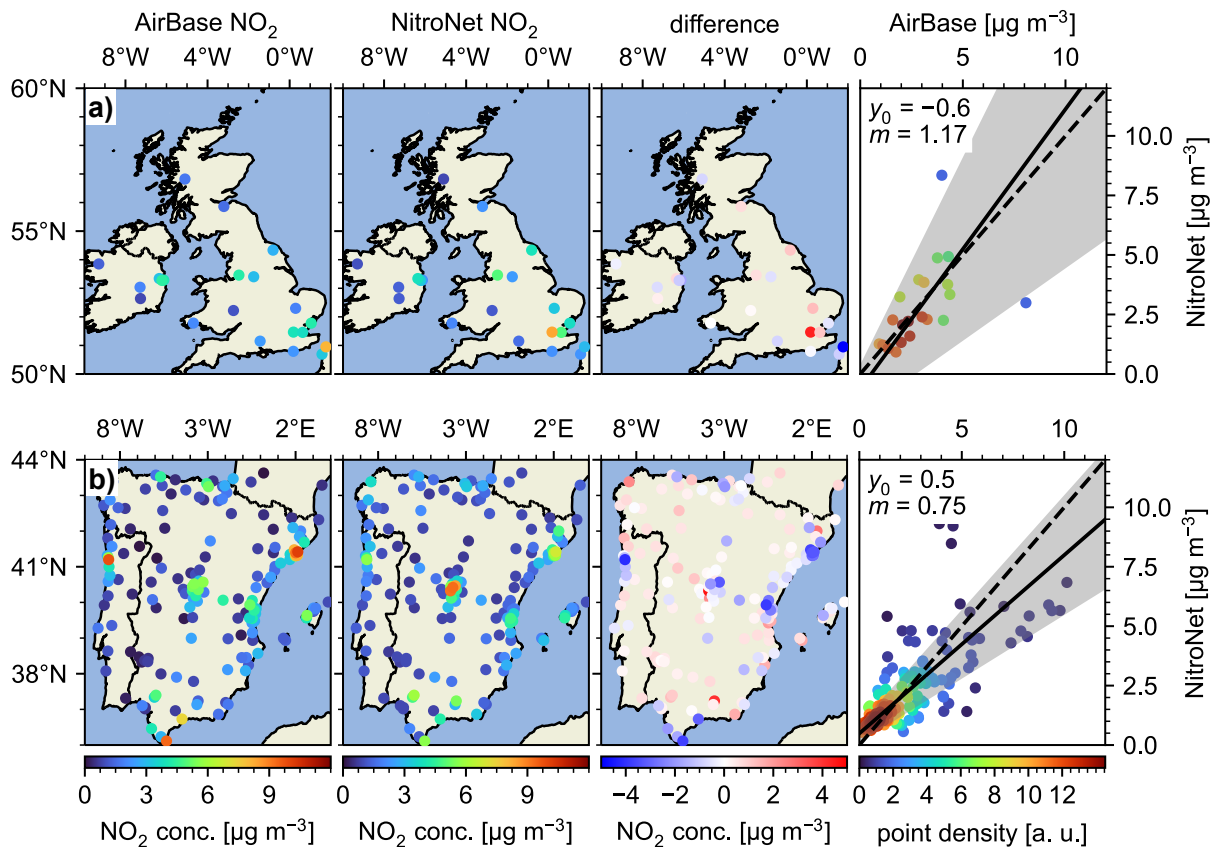 AirBase NO₂ NitroNet NO₂ difference AirBase [µg m⁻³]
8°W 4°W 0°W 8°W 4°W 0°W 8°W 4°W 0°W 0 5 10
60°N
a)
y₀ = −0.6
m = 1.17
55°N
50°N
10.0
7.5
5.0
2.5
0.0
NitroNet [µg m⁻³]
8°W 3°W 2°E 8°W 3°W 2°E 8°W 3°W 2°E 0 5 10
44°N
b)
y₀ = 0.5
m = 0.75
41°N
38°N
10.0
7.5
5.0
2.5
0.0
NitroNet [µg m⁻³]
0 3 6 9 0 3 6 9 −4 −2 0 2 4 0 2 4 6 8 10 12
NO₂ conc. [µg m⁻³] NO₂ conc. [µg m⁻³] NO₂ conc. [µg m⁻³] point density [a. u.]